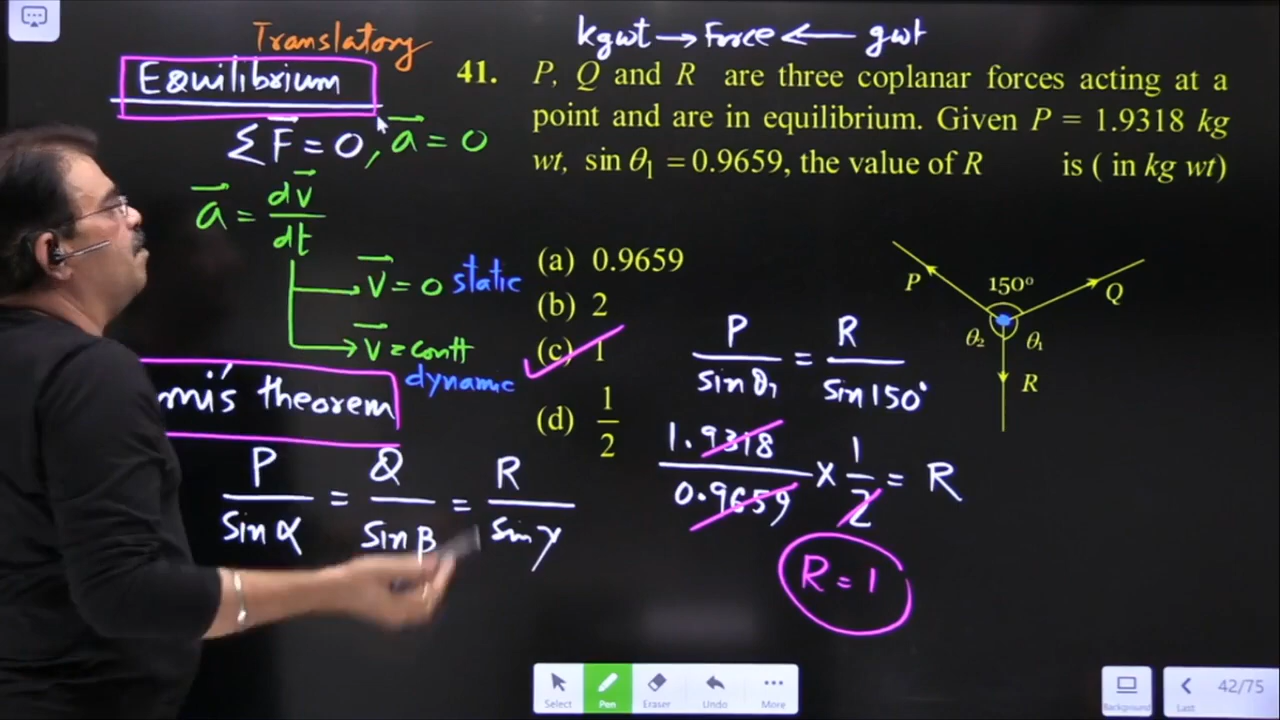 Translatory
Equilibrium
ΣF⃗ = 0, a⃗ = 0
a⃗ = dv⃗/dt
v⃗ = 0 static
v⃗ = contt
dynamic
mi's theorem
P/sin α = Q/sin β = R/sin γ
kgwt → Force ← gwt
41. P, Q and R are three coplanar forces acting at a
point and are in equilibrium. Given P = 1.9318 kg
wt, sin θ₁ = 0.9659, the value of R is ( in kg wt)
(a) 0.9659
(b) 2
(c) 1
(d) 1/2
P
150°
Q
θ₂
θ₁
R
P/sin θ₁ = R/sin 150°
1.9318/0.9659 × 1/2 = R
R = 1
Select
Pen
Eraser
Undo
More
Background
Last
42/75